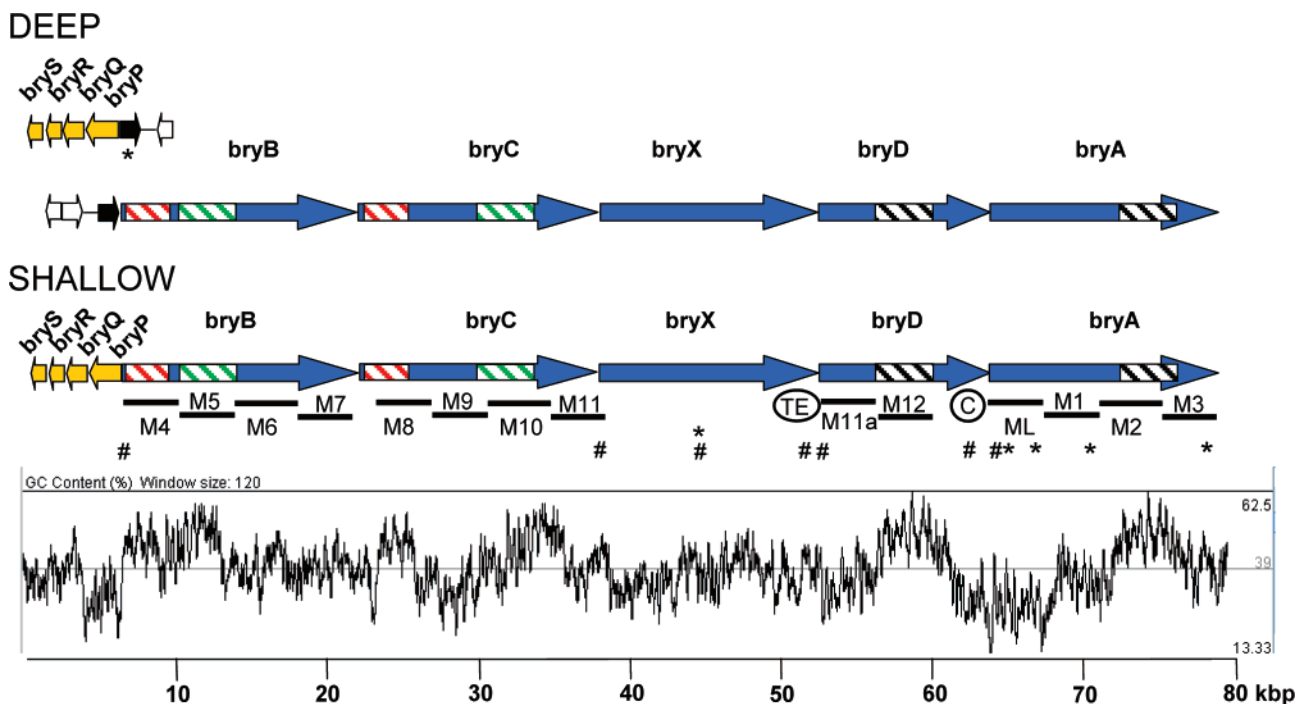 DEEP
bryS bryR bryQ bryP
*
bryB bryC bryX bryD bryA
SHALLOW
bryS bryR bryQ bryP
bryB bryC bryX bryD bryA
M4 M5 M6 M7 M8 M9 M10 M11 TE M11a M12 C ML M1 M2 M3
# # * # # # # # * * * *
GC Content (%) Window size: 120
62.5
39
13.33
10 20 30 40 50 60 70 80 kbp